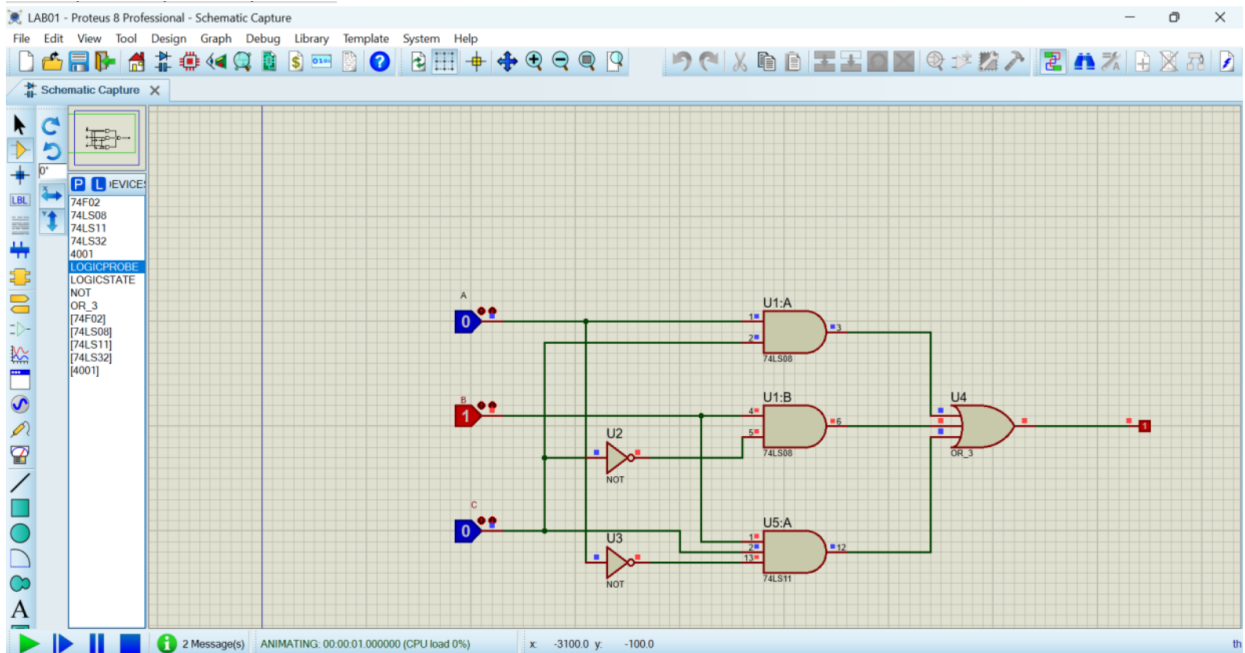 LAB01 - Proteus 8 Professional - Schematic Capture
File Edit View Tool Design Graph Debug Library Template System Help
Schematic Capture
0°
P L EVICE
LBL
74F02
74LS08
74LS11
74LS32
4001
LOGICPROBE
LOGICSTATE
NOT
OR_3
[74F02]
[74LS08]
[74LS11]
[74LS32]
[4001]
A
A
0
B
1
C
0
U1:A
1
2
3
74LS08
U1:B
4
5
6
74LS08
U2
NOT
U3
NOT
U5:A
1
2
13
12
74LS11
U4
OR_3
1
2 Message(s) ANIMATING: 00:00:01.000000 (CPU load 0%) x: -3100.0 y: -100.0 th